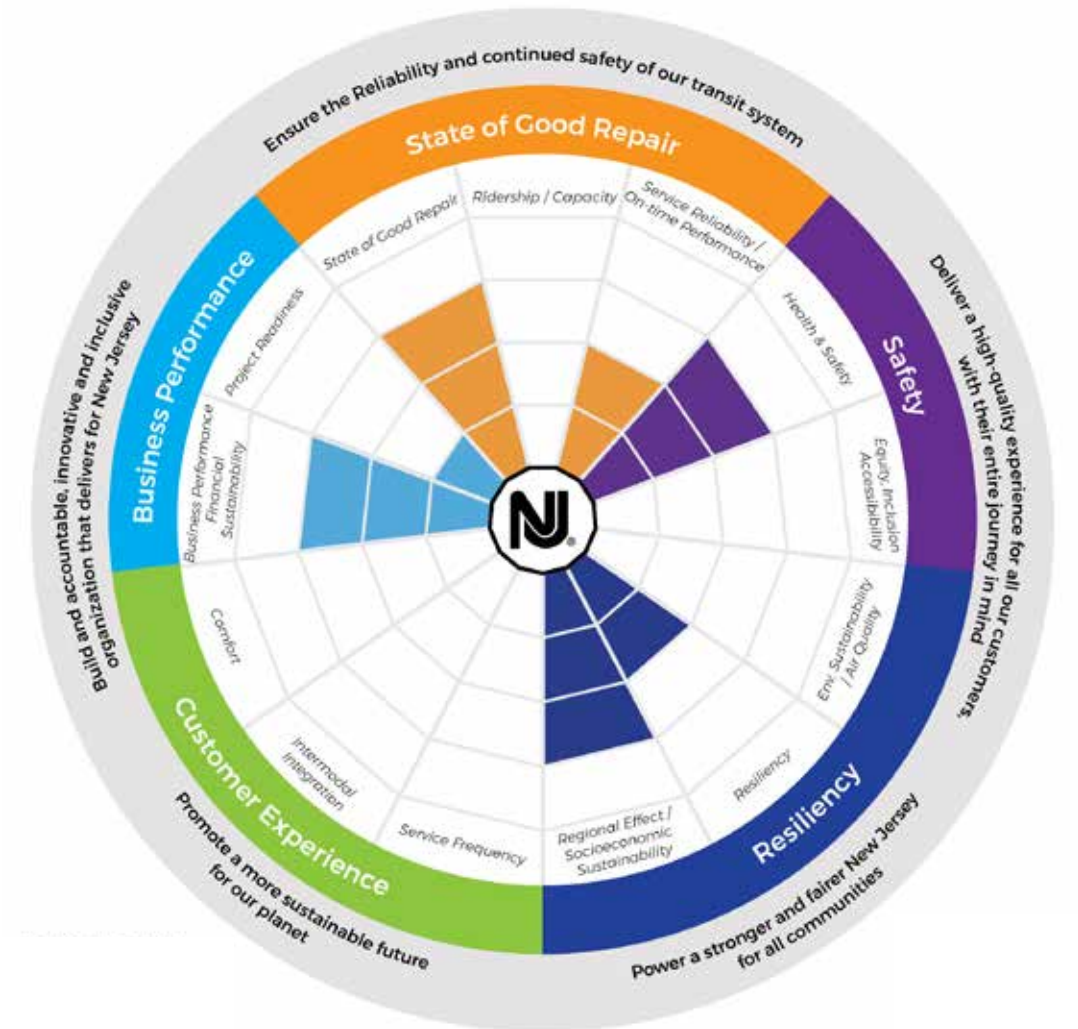 Ensure the Reliability and continued safety of our transit system
State of Good Repair
State of Good Repair
Ridership / Capacity
Service Reliability /
On-time Performance
Safety
Health & Safety
Equity, Inclusion
Accessibibility
Deliver a high-quality experience for all our customers,
with their entire journey in mind
Resiliency
Env. Sustainability
/ Air Quality
Resiliency
Regional Effect /
Socioeconomic
Sustainability
Power a stronger and fairer New Jersey
for all communities
Customer Experience
Service Frequency
Intermodal
Integration
Comfort
Promote a more sustainable future
for our planet
Business Performance
Business Performance
Financial
Sustainability
Project Readiness
Build and accountable, innovative and inclusive
organization that delivers for New Jersey
NJ®